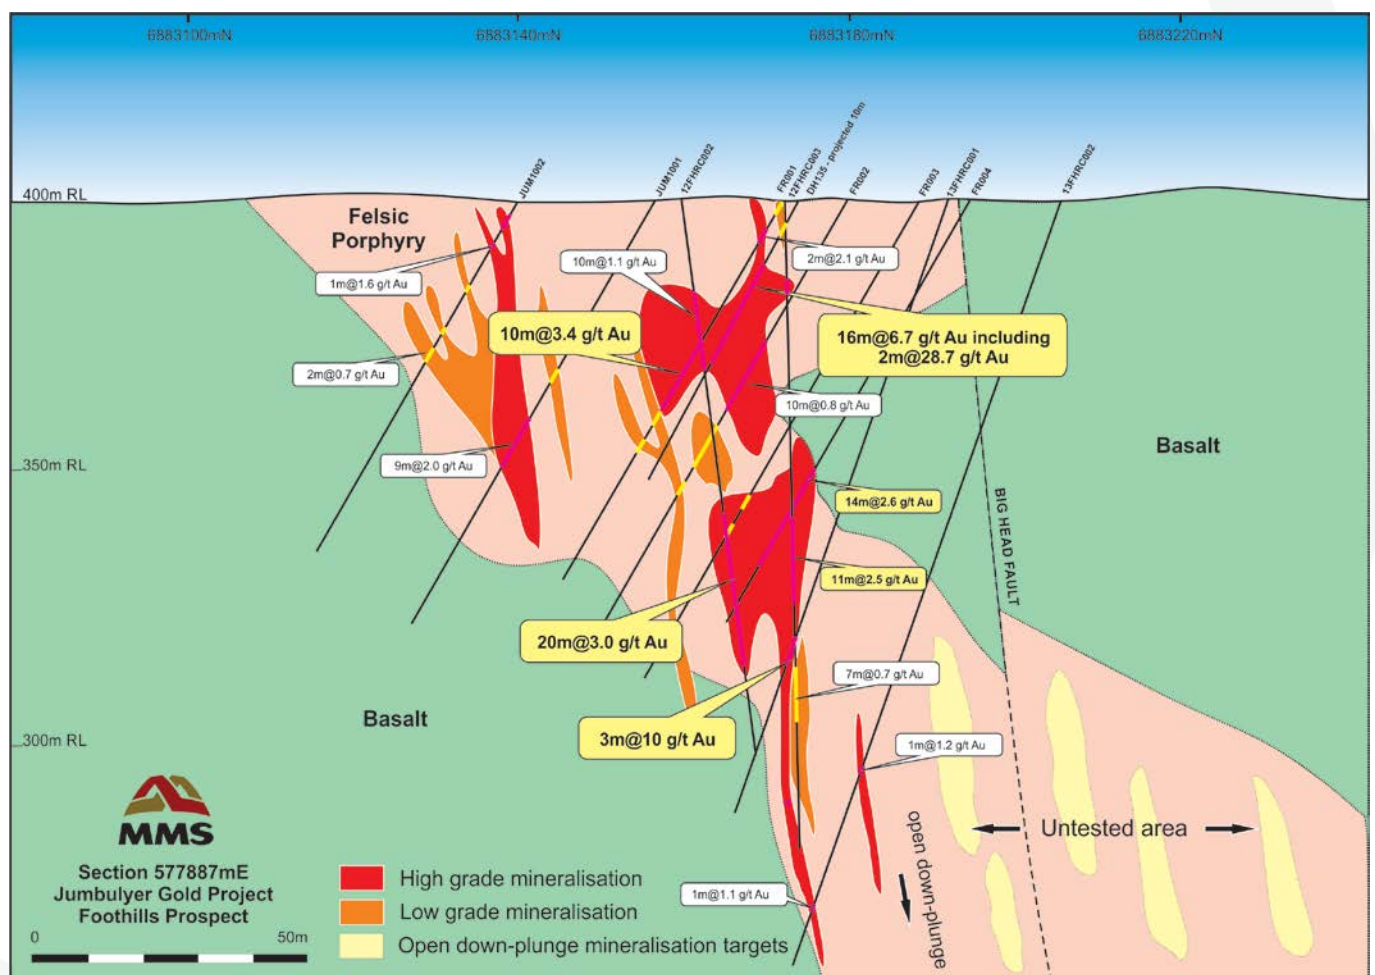 6883100mN
6883140mN
6883180mN
6883220mN
JUM1002
JUM1001
12FHRC002
FR001
12FHRC003
DH135 - projected 10m
FR002
FR003
13FHRC001
FR004
13FHRC002
400m RL
Felsic
Porphyry
10m@1.1 g/t Au
2m@2.1 g/t Au
1m@1.6 g/t Au
10m@3.4 g/t Au
16m@6.7 g/t Au including
2m@28.7 g/t Au
2m@0.7 g/t Au
10m@0.8 g/t Au
Basalt
350m RL
9m@2.0 g/t Au
14m@2.6 g/t Au
BIG HEAD FAULT
11m@2.5 g/t Au
20m@3.0 g/t Au
7m@0.7 g/t Au
Basalt
3m@10 g/t Au
300m RL
1m@1.2 g/t Au
MMS
open down-plunge
Untested area
Section 577887mE
Jumbulyer Gold Project
Foothills Prospect
High grade mineralisation
1m@1.1 g/t Au
Low grade mineralisation
0 50m
Open down-plunge mineralisation targets